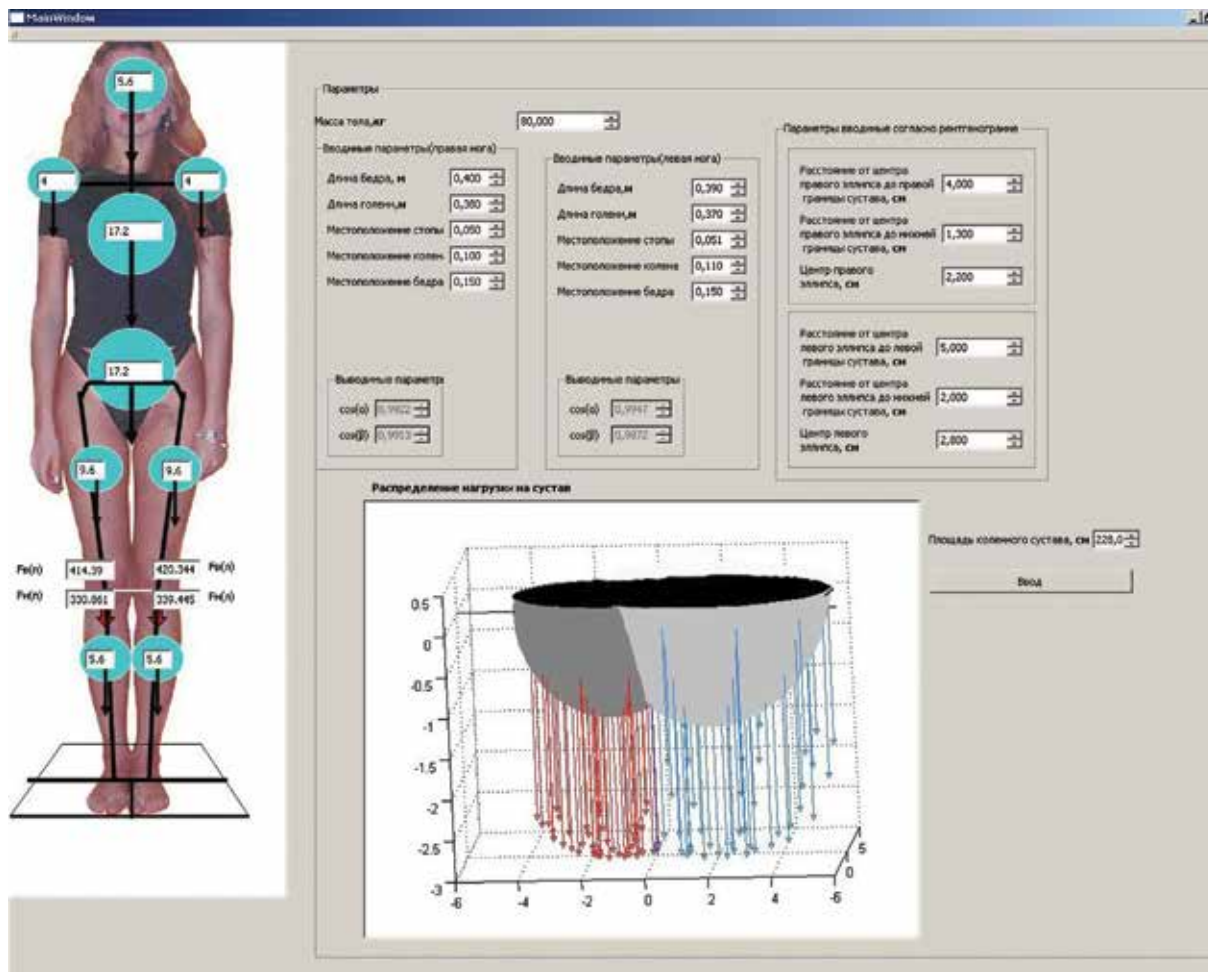 MainWindow
5.6
4
4
17.2
17.2
9.6
9.6
Fв(п)
414.39
420.344
Fв(л)
Fн(п)
330.861
339.445
Fн(л)
5.6
5.6
Параметры
Масса тела,кг
80,000
Вводимые параметры(правая нога)
Длина бедра, м
0,400
Длина голени,м
0,380
Местоположение стопы
0,050
Местоположение колен
0,100
Местоположение бедра
0,150
Выводимые параметр
cos(α)
cos(β)
Вводимые параметры(левая нога)
Длина бедра,м
0,390
Длина голени,м
0,370
Местоположение стопы
0,051
Местоположение колена
0,110
Местоположение бедра
0,150
Выводимые параметры
cos(α)
0,9947
cos(β)
0,9872
Параметры вводимые согласно рентгенограмме
Расстояние от центра
правого эллипса до правой
границы сустава, см
4,000
Расстояние от центра
правого эллипса до нижней
границы сустава, см
1,300
Центр правого
эллипса, см
2,200
Расстояние от центра
левого эллипса до левой
границы сустава, см
5,000
Расстояние от центра
левого эллипса до нижней
границы сустава, см
2,000
Центр левого
эллипса, см
2,800
Распределение нагрузки на сустав
0.5
0
-0.5
-1
-1.5
-2
-2.5
-3
-6
-4
-2
0
2
4
-6
0
5
Площадь коленного сустава, см
228,0
Ввод